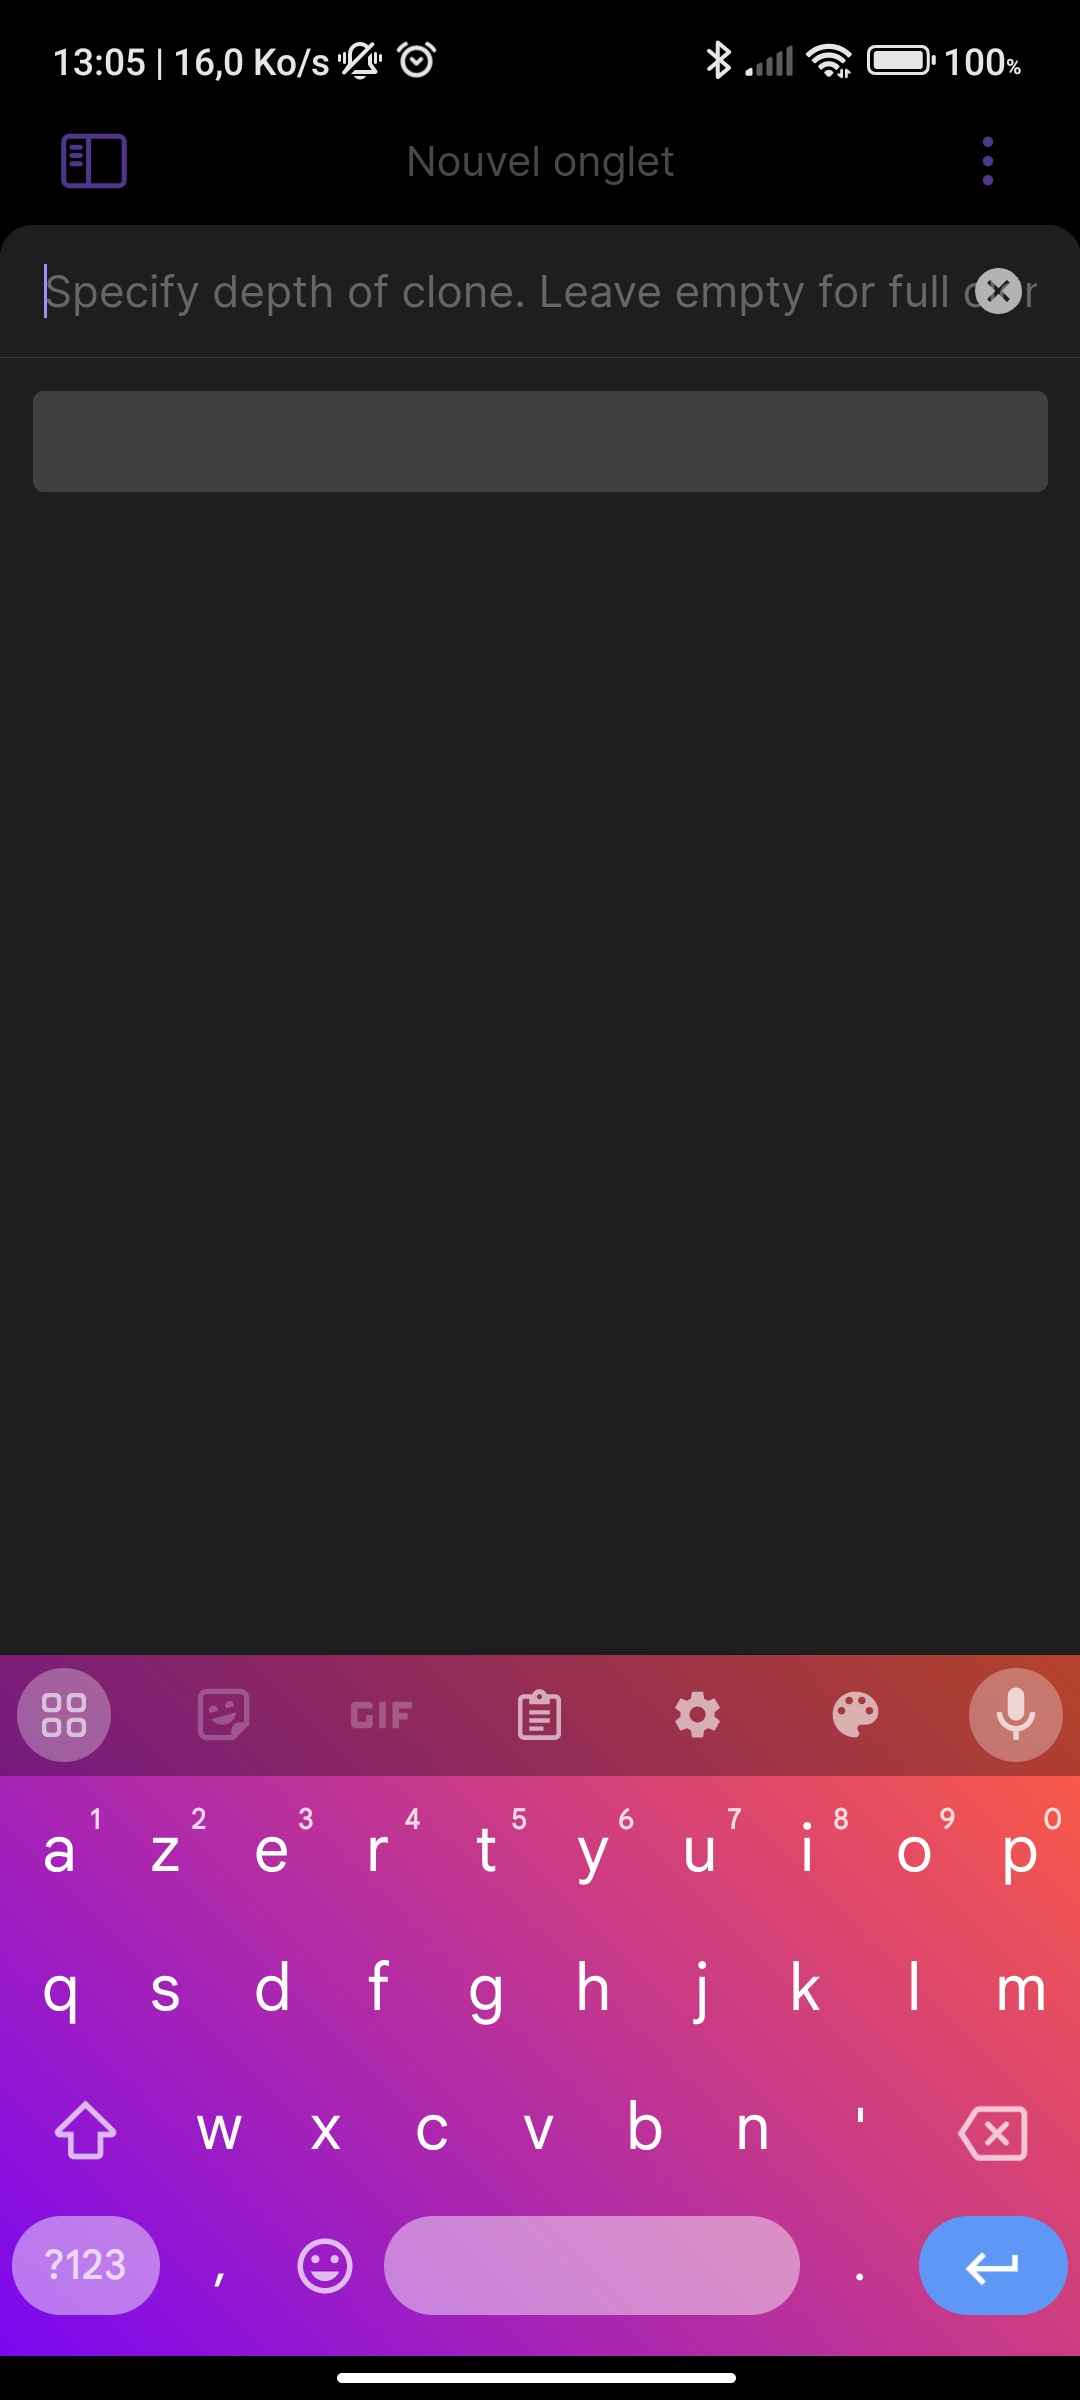 13:05 | 16,0 Ko/s
100%
Nouvel onglet
Specify depth of clone. Leave empty for full
GIF
a 1 z 2 e 3 r 4 t 5 y 6 u 7 i 8 o 9 p 0
q s d f g h j k l m
w x c v b n '
?123 , .